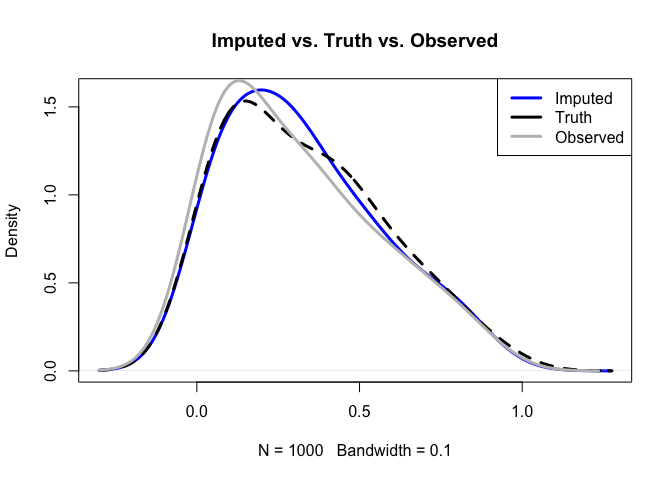 Imputed vs. Truth vs. Observed
Imputed
Truth
Observed
Density
0.0
0.5
1.0
1.5
0.0 0.5 1.0
N = 1000 Bandwidth = 0.1